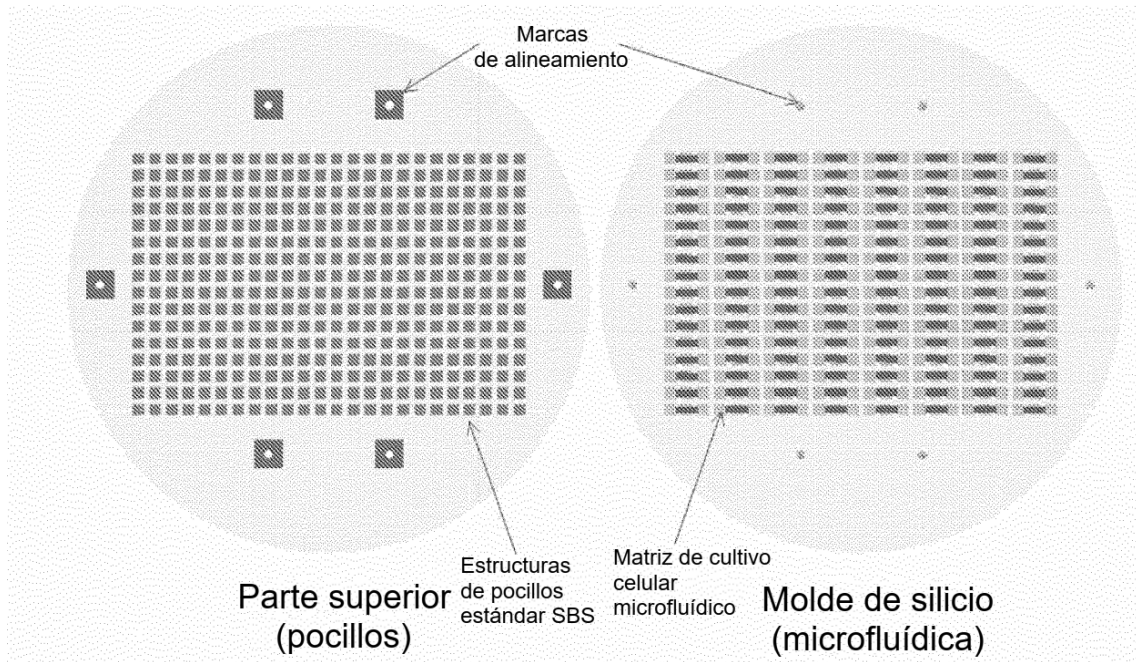 Marcas
de alineamiento
Estructuras
de pocillos
estándar SBS
Matriz de cultivo
celular
microfluídico
Parte superior
(pocillos)
Molde de silicio
(microfluídica)